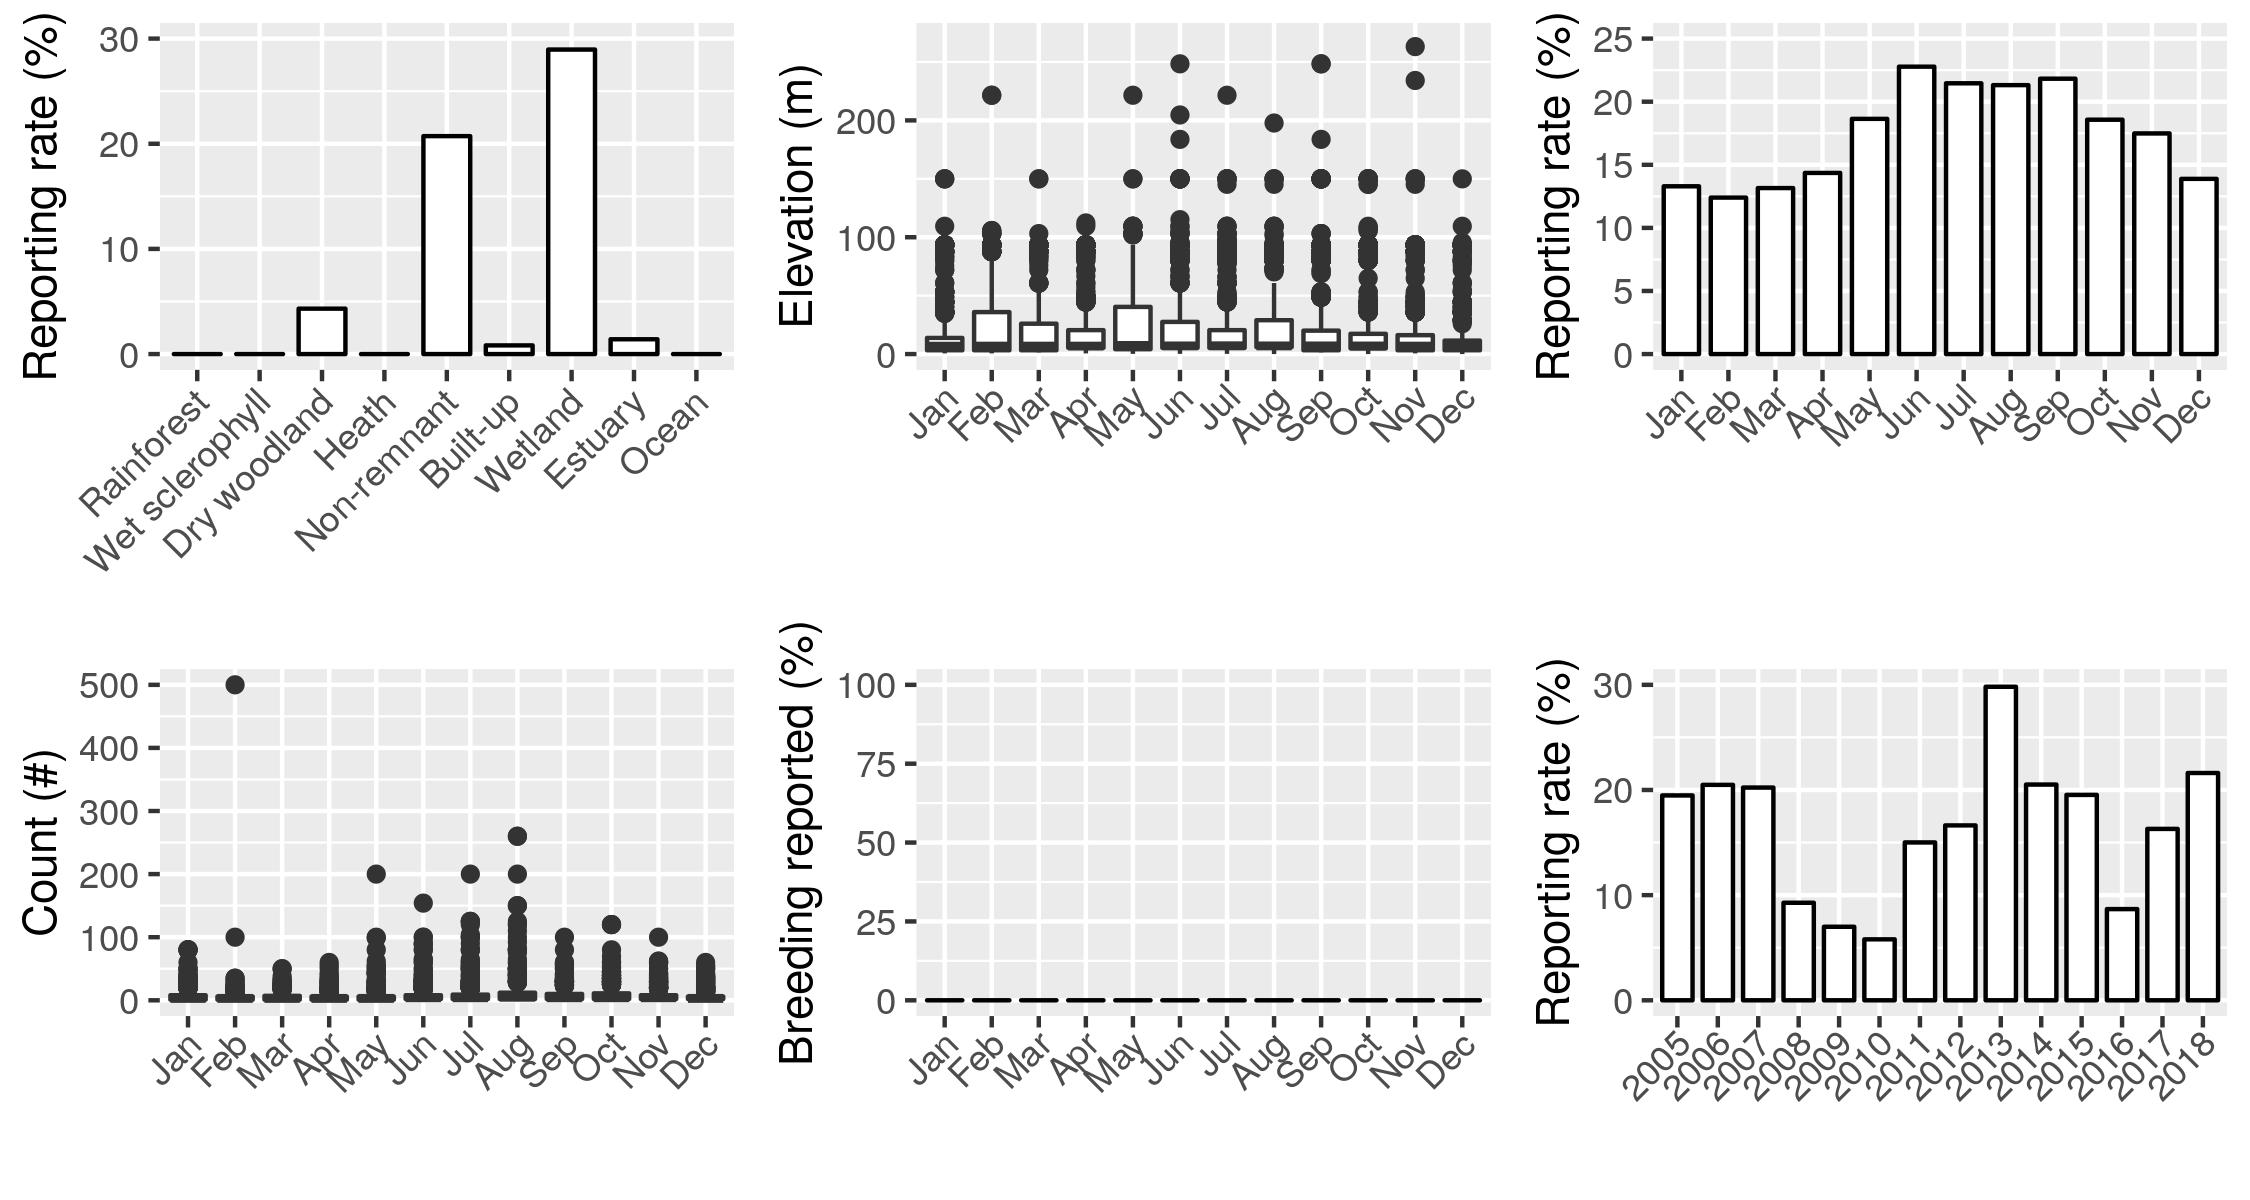 Reporting rate (%)
30
20
10
0
Rainforest
Wet sclerophyll
Dry woodland
Heath
Non-remnant
Built-up
Wetland
Estuary
Ocean
Elevation (m)
200
100
0
Jan
Feb
Mar
Apr
May
Jun
Jul
Aug
Sep
Oct
Nov
Dec
Reporting rate (%)
25
20
15
10
5
0
Jan
Feb
Mar
Apr
May
Jun
Jul
Aug
Sep
Oct
Nov
Dec
Count (#)
500
400
300
200
100
0
Jan
Feb
Mar
Apr
May
Jun
Jul
Aug
Sep
Oct
Nov
Dec
Breeding reported (%)
100
75
50
25
0
Jan
Feb
Mar
Apr
May
Jun
Jul
Aug
Sep
Oct
Nov
Dec
Reporting rate (%)
30
20
10
0
2005
2006
2007
2008
2009
2010
2011
2012
2013
2014
2015
2016
2017
2018